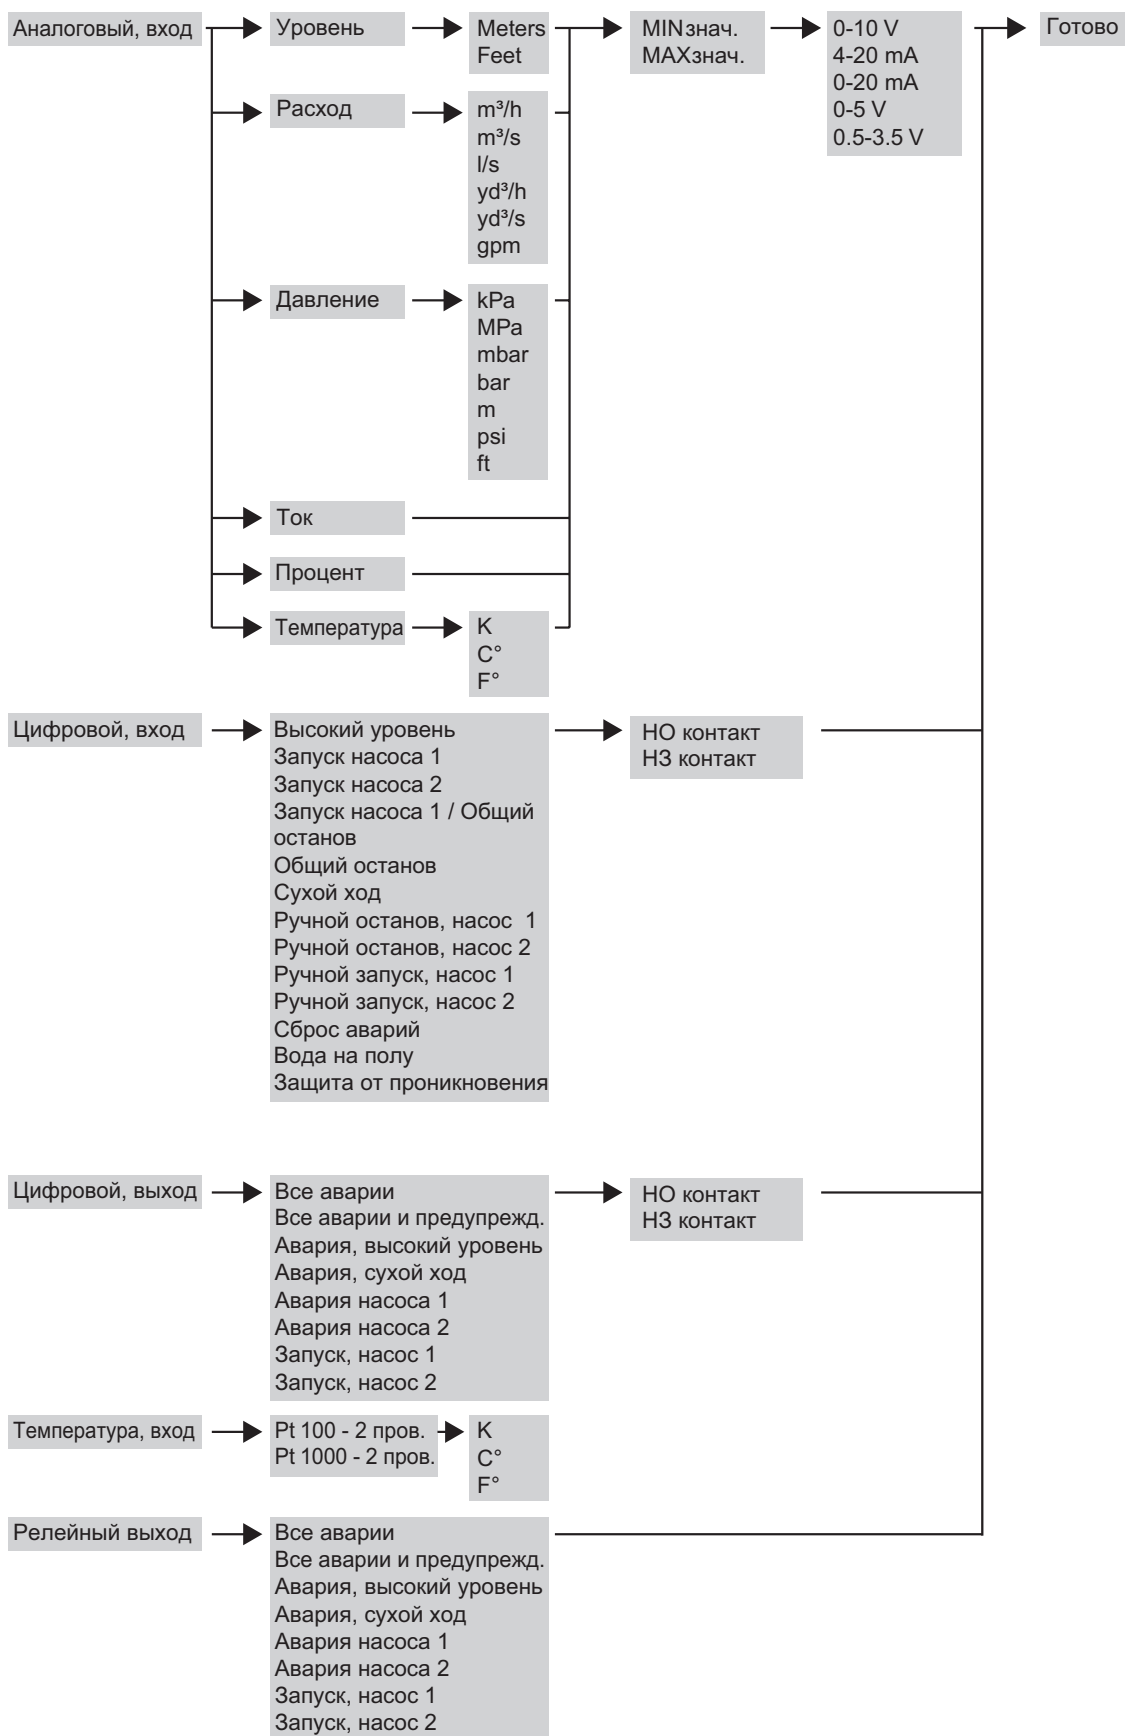 Аналоговый, вход
Уровень
Meters
Feet
MINзнач.
MAXзнач.
0-10 V
4-20 mA
0-20 mA
0-5 V
0.5-3.5 V
Готово
Расход
m³/h
m³/s
l/s
yd³/h
yd³/s
gpm
Давление
kPa
MPa
mbar
bar
m
psi
ft
Ток
Процент
Температура
K
C°
F°
Цифровой, вход
Высокий уровень
Запуск насоса 1
Запуск насоса 2
Запуск насоса 1 / Общий
останов
Общий останов
Сухой ход
Ручной останов, насос 1
Ручной останов, насос 2
Ручной запуск, насос 1
Ручной запуск, насос 2
Сброс аварий
Вода на полу
Защита от проникновения
НО контакт
НЗ контакт
Цифровой, выход
Все аварии
Все аварии и предупрежд.
Авария, высокий уровень
Авария, сухой ход
Авария насоса 1
Авария насоса 2
Запуск, насос 1
Запуск, насос 2
НО контакт
НЗ контакт
Температура, вход
Pt 100 - 2 пров.
Pt 1000 - 2 пров.
K
C°
F°
Релейный выход
Все аварии
Все аварии и предупрежд.
Авария, высокий уровень
Авария, сухой ход
Авария насоса 1
Авария насоса 2
Запуск, насос 1
Запуск, насос 2